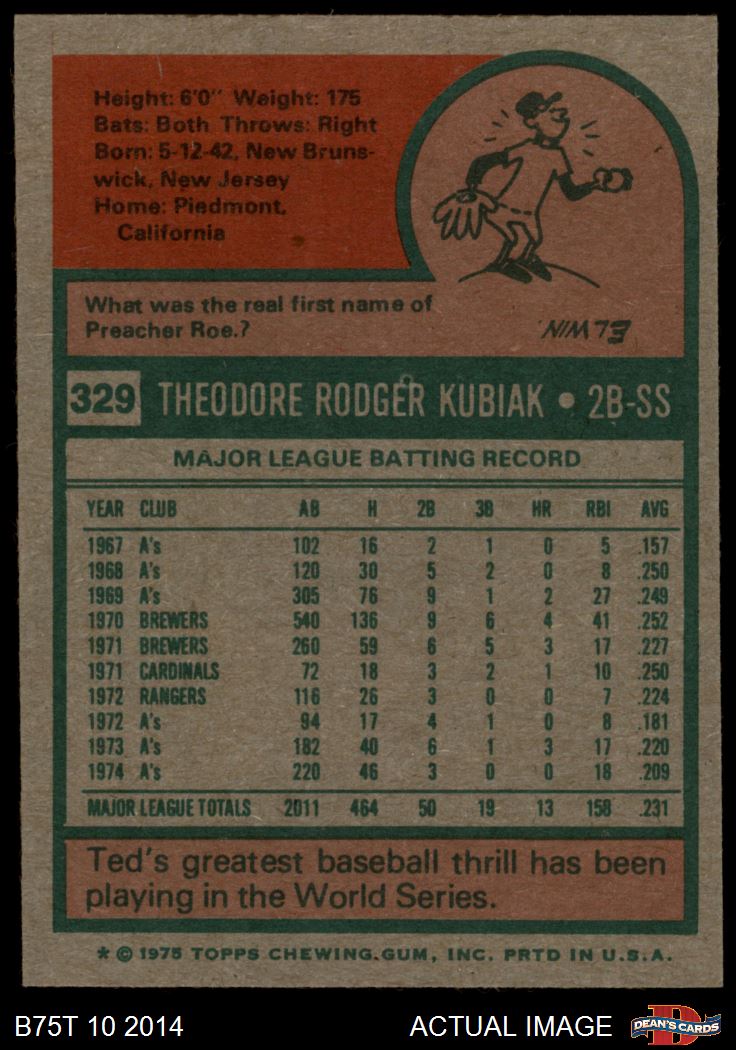 Height: 6'0" Weight: 175
Bats: Both Throws: Right
Born: 5-12-42, New Bruns-
wick, New Jersey
Home: Piedmont,
California
What was the real first name of
Preacher Roe.?
ELWIN.
329 THEODORE RODGER KUBIAK • 2B-SS
MAJOR LEAGUE BATTING RECORD
YEAR CLUB AB H 2B 3B HR RBI AVG
1967 A's 102 16 2 1 0 5 .157
1968 A's 120 30 5 2 0 8 .250
1969 A's 305 76 9 1 2 27 .249
1970 BREWERS 540 136 9 6 4 41 .252
1971 BREWERS 260 59 6 5 3 17 .227
1971 CARDINALS 72 18 3 2 1 10 .250
1972 RANGERS 116 26 3 0 0 7 .224
1972 A's 94 17 4 1 0 8 .181
1973 A's 182 40 6 1 3 17 .220
1974 A's 220 46 3 0 0 18 .209
MAJOR LEAGUE TOTALS 2011 464 50 19 13 158 .231
Ted's greatest baseball thrill has been
playing in the World Series.
* © 1975 TOPPS CHEWING.GUM, INC. PRTD IN U.S.A.
B75T 10 2014 ACTUAL IMAGE DEAN'S CARDS